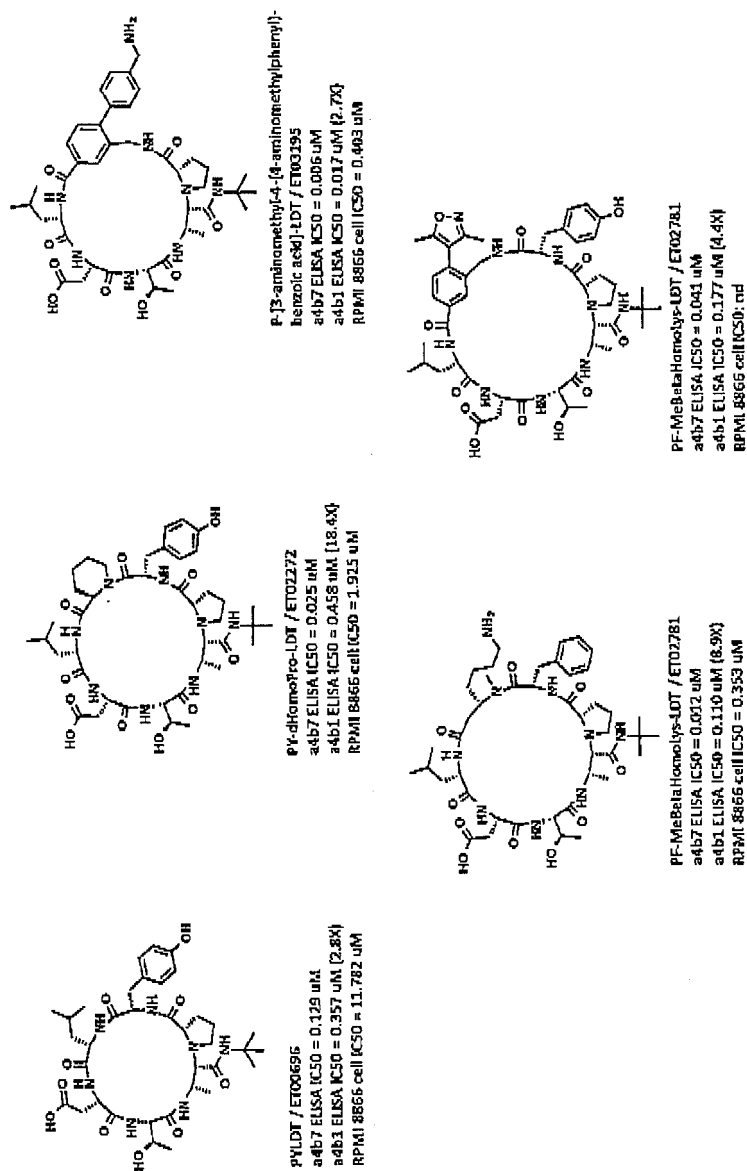 PYLDT / ET00696
a4b7 ELISA IC50 = 0.129 uM
a4b1 ELISA IC50 = 0.357 uM (2.8X)
RPMI 8866 cell IC50 = 11.782 uM
PY-dHomoPro-LDT / ET02272
a4b7 ELISA IC50 = 0.025 uM
a4b1 ELISA IC50 = 0.458 uM (18.4X)
RPMI 8866 cell IC50 = 1.925 uM
P-[3-aminomethyl-4-(4-aminomethylphenyl)-
benzoic acid]-LDT / ET03195
a4b7 ELISA IC50 = 0.006 uM
a4b1 ELISA IC50 = 0.017 uM (2.7X)
RPMI 8866 cell IC50 = 0.403 uM
PF-MeBetaHomolys-LDT / ET02781
a4b7 ELISA IC50 = 0.012 uM
a4b1 ELISA IC50 = 0.110 uM (8.9X)
RPMI 8866 cell IC50 = 0.353 uM
PF-MeBetaHomoLys-LDT / ET02781
a4b7 ELISA IC50 = 0.041 uM
a4b1 ELISA IC50 = 0.177 uM (4.4X)
RPMI 8866 cell IC50: nd